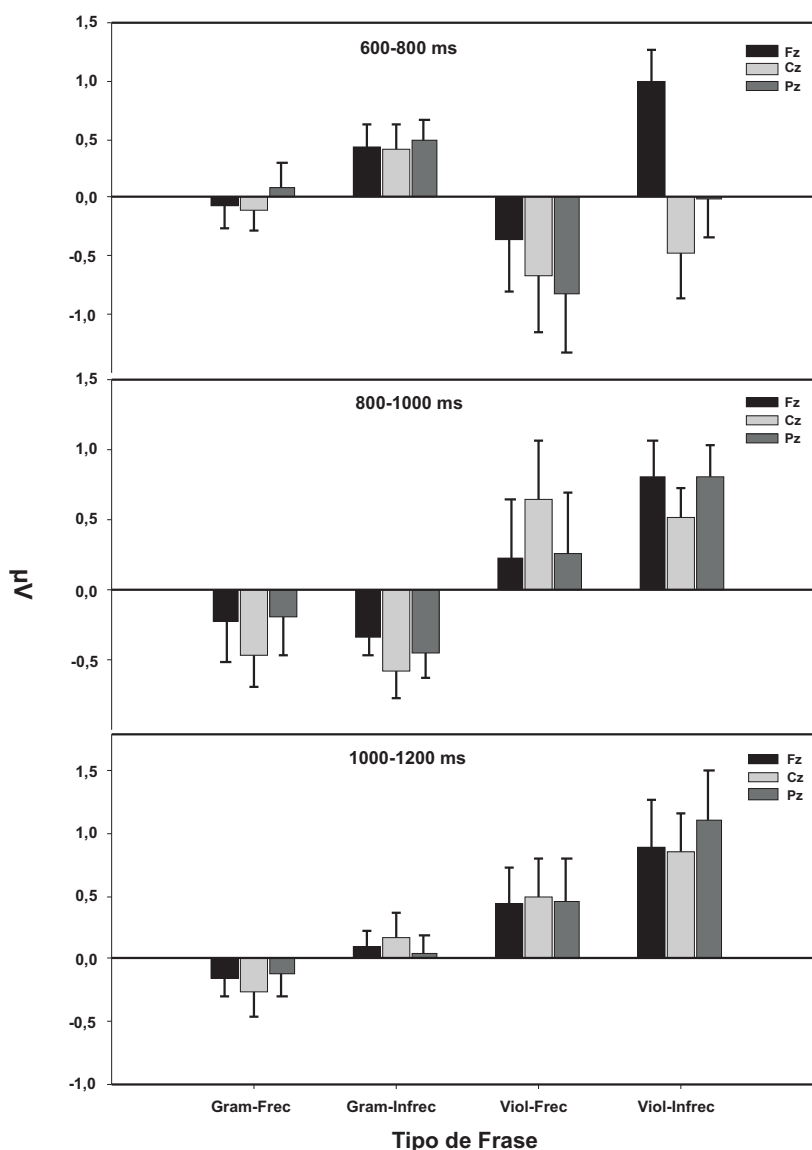 1,5
600-800 ms
Fz
Cz
Pz
1,0
0,5
0,0
-0,5
-1,0
1,5
800-1000 ms
Fz
Cz
Pz
1,0
0,5
0,0
-0,5
µV
1000-1200 ms
Fz
Cz
Pz
1,5
1,0
0,5
0,0
-0,5
-1,0
Gram-Frec Gram-Infrec Viol-Frec Viol-Infrec
Tipo de Frase